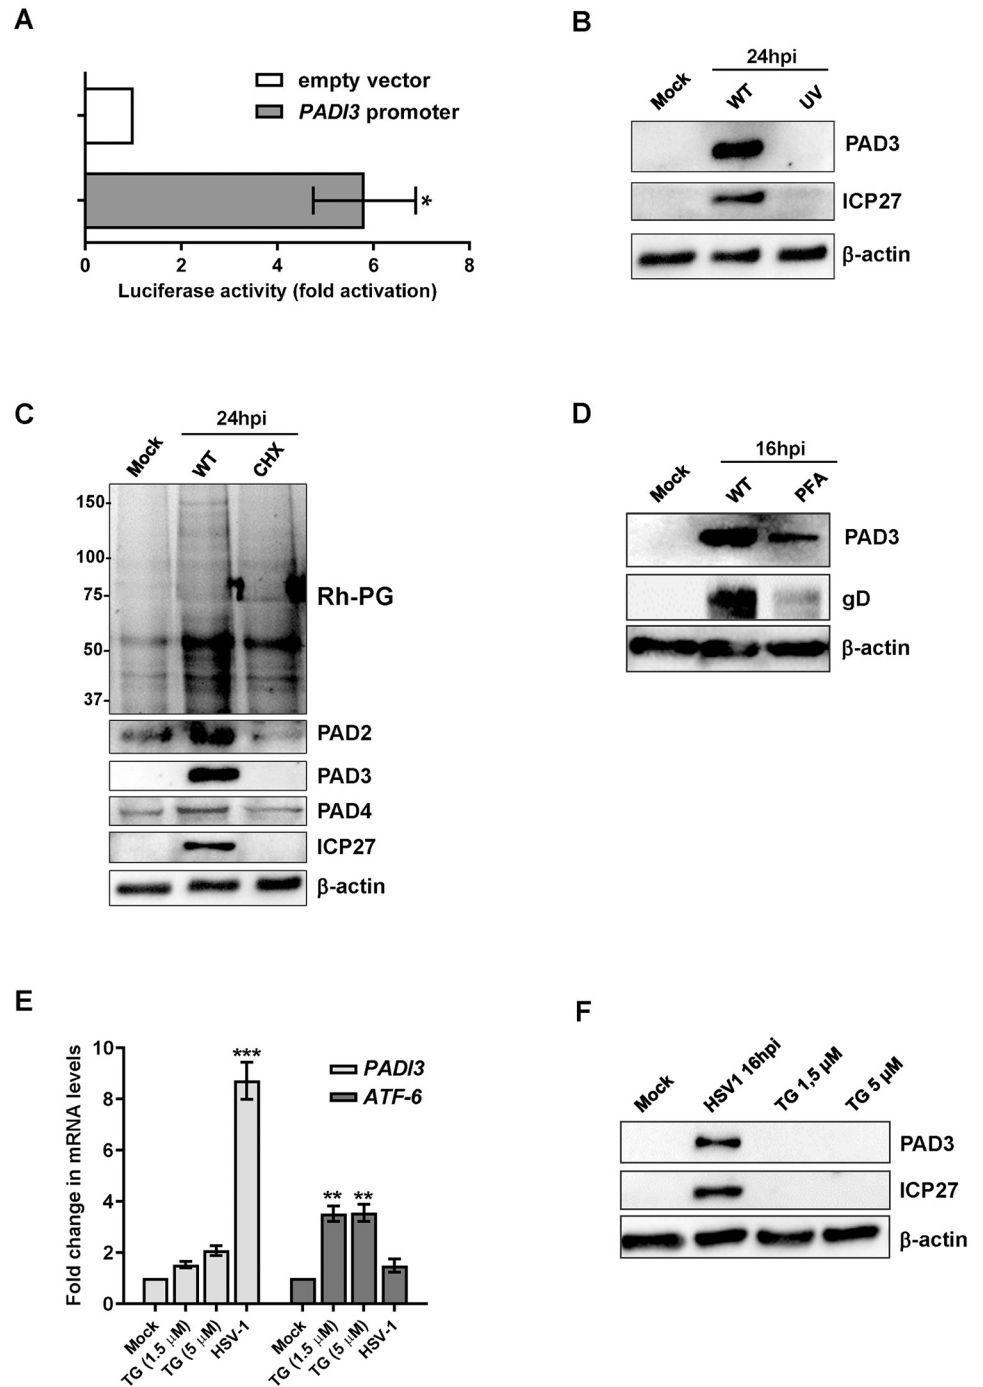 A
empty vector
PADI3 promoter
*
0 2 4 6 8
Luciferase activity (fold activation)
B
24hpi
Mock WT UV
PAD3
ICP27
β-actin
C
24hpi
Mock WT CHX
150
100
75
50
37
Rh-PG
PAD2
PAD3
PAD4
ICP27
β-actin
D
16hpi
Mock WT PFA
PAD3
gD
β-actin
E
Fold change in mRNA levels
10
8
6
4
2
0
***
** **
PADI3
ATF-6
Mock TG (1.5 µM) TG (5 µM) HSV-1 Mock TG (1.5 µM) TG (5 µM) HSV-1
F
Mock HSV1 16hpi TG 1,5 µM TG 5 µM
PAD3
ICP27
β-actin